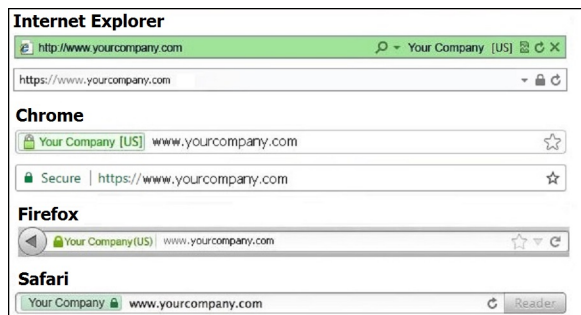 Internet Explorer
http://www.yourcompany.com Your Company [US]
https://www.yourcompany.com
Chrome
Your Company [US] www.yourcompany.com
Secure | https://www.yourcompany.com
Firefox
Your Company(US) www.yourcompany.com
Safari
Your Company www.yourcompany.com Reader